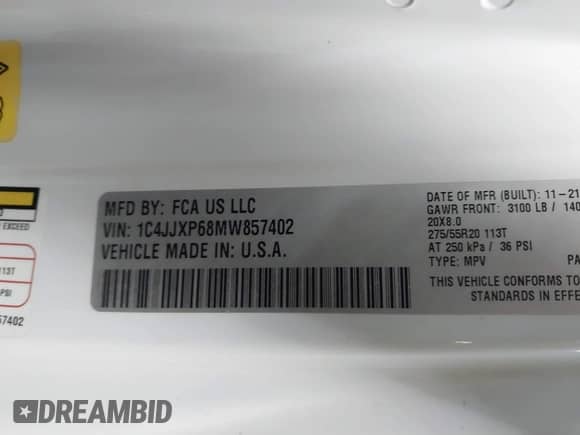 MFD BY: FCA US LLC
VIN: 1C4JJXP68MW857402
VEHICLE MADE IN: U.S.A.
DATE OF MFR (BUILT): 11-21
GAWR FRONT: 3100 LB / 140
20X8.0
275/55R20 113T
AT 250 kPa / 36 PSI
TYPE: MPV PA
THIS VEHICLE CONFORMS TO
STANDARDS IN EFFE
EXCEED
113T
PSI
57402
DREAMBID